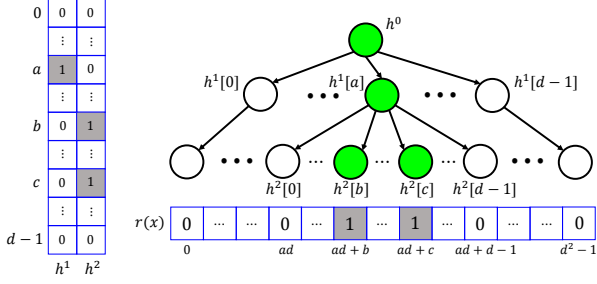 0 0 0
⋮ ⋮
a 1 0
⋮ ⋮
b 0 1
⋮ ⋮
c 0 1
⋮ ⋮
d − 1 0 0
h¹ h²
h⁰
h¹[0] ••• h¹[a] ••• h¹[d − 1]
••• ... ... ... •••
h²[0] h²[b] h²[c] h²[d − 1]
r(x) 0 ... ... 0 ... 1 ... 1 ... 0 ... ... 0
0 ad ad + b ad + c ad + d − 1 d² − 1